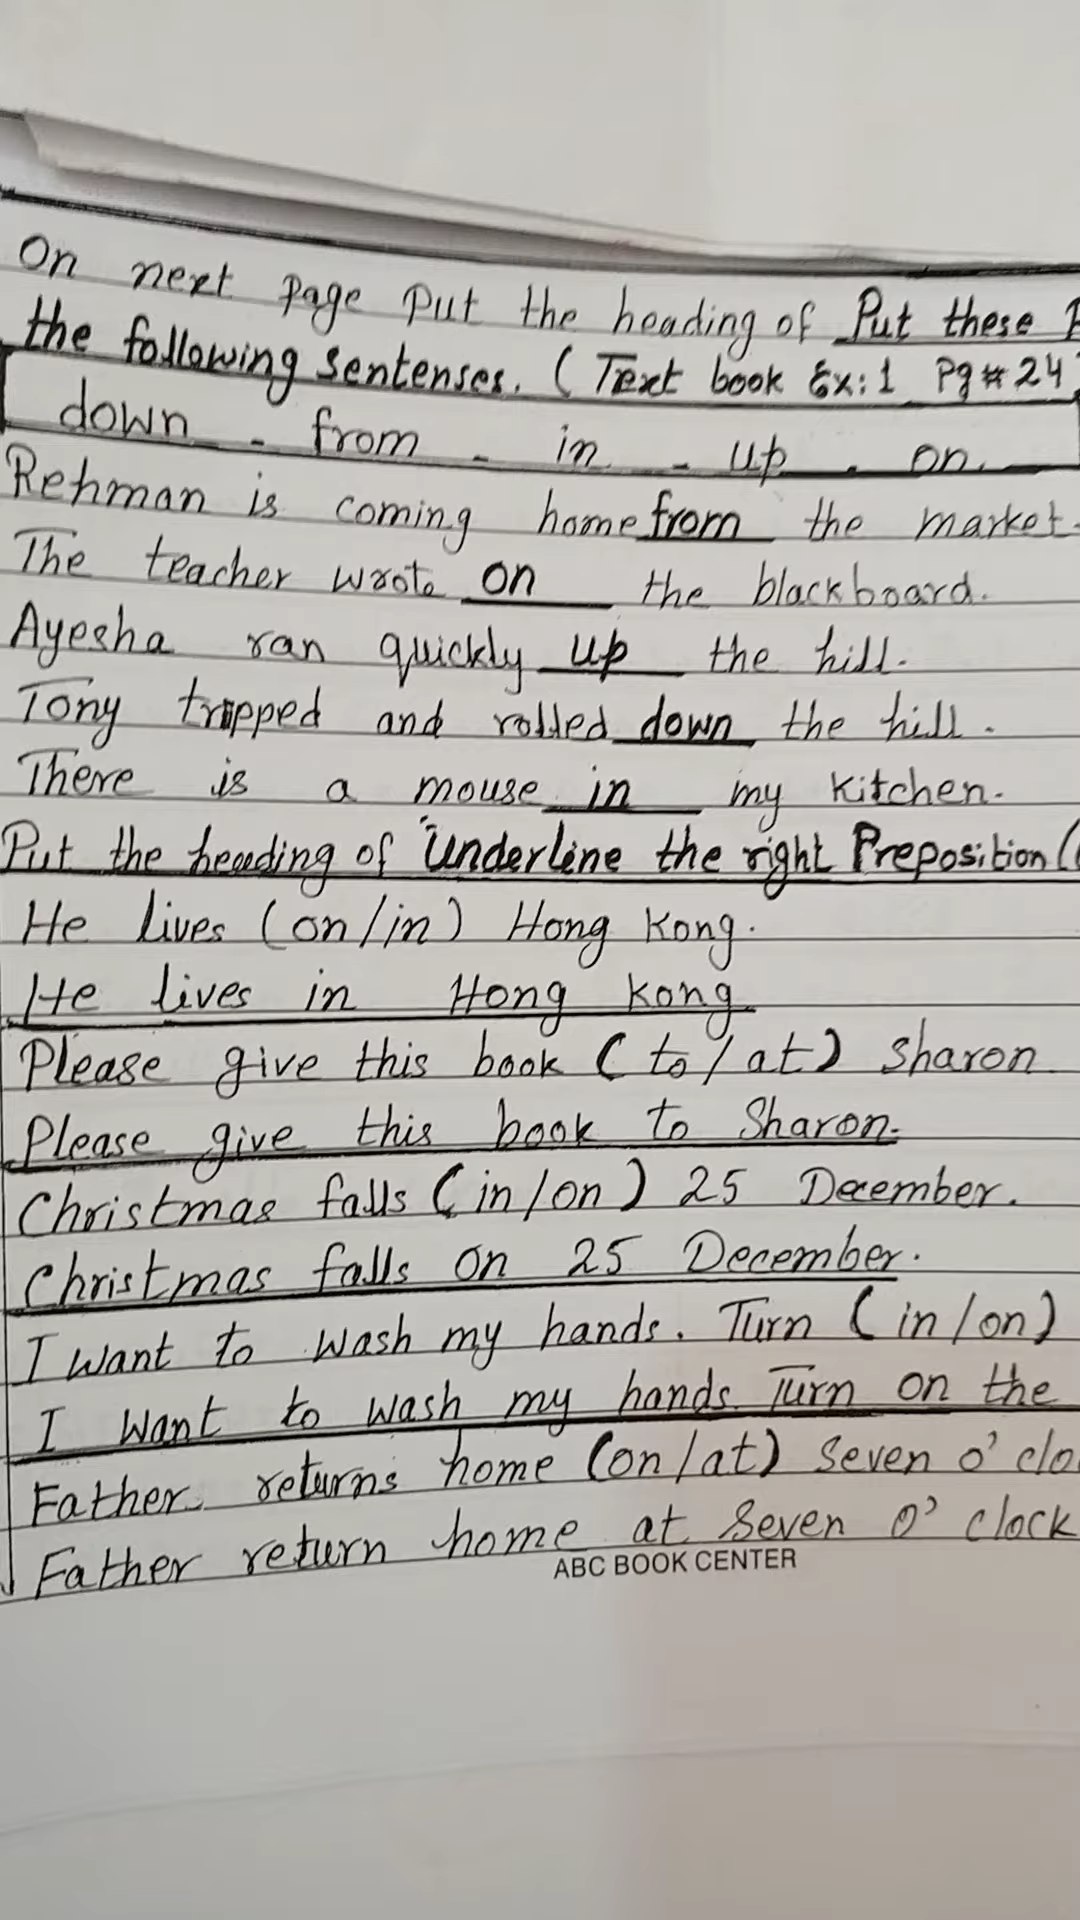 On next page put the heading of Put these
the following sentenses. (Text book Ex:1 Pg#24
down - from - in - up - on.
Rehman is coming home from the market.
The teacher wrote on the blackboard.
Ayesha ran quickly up the hill.
Tony tripped and rolled down the hill.
There is a mouse in my kitchen.
Put the heading of "Underline the right Preposition (
He lives (on/in) Hong Kong.
He lives in Hong Kong
Please give this book (to/at) Sharon
Please give this book to Sharon.
Christmas falls (in/on) 25 December.
Christmas falls on 25 December.
I want to wash my hands. Turn (in/on)
I want to wash my hands. Turn on the
Father returns home (on/at) Seven o'clo
Father return home at Seven O'clock
ABC BOOK CENTER